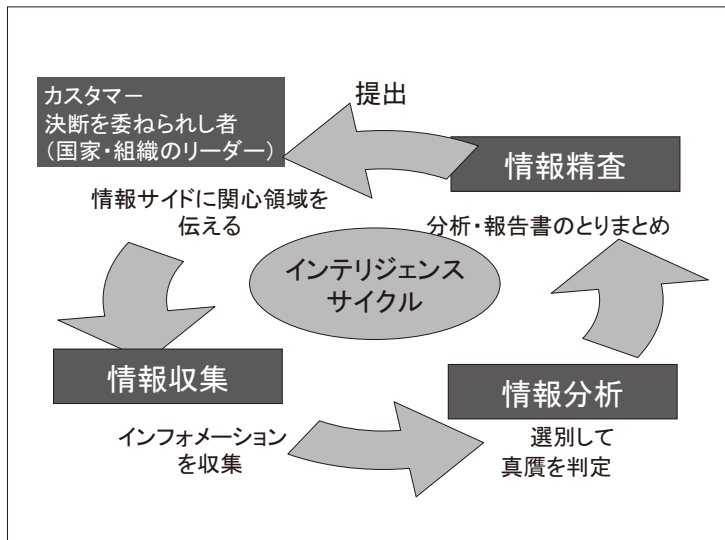 カスタマー
決断を委ねられし者
（国家・組織のリーダー）
提出
情報精査
情報サイドに関心領域を
伝える
分析・報告書のとりまとめ
インテリジェンス
サイクル
情報収集
情報分析
インフォメーション
を収集
選別して
真贋を判定